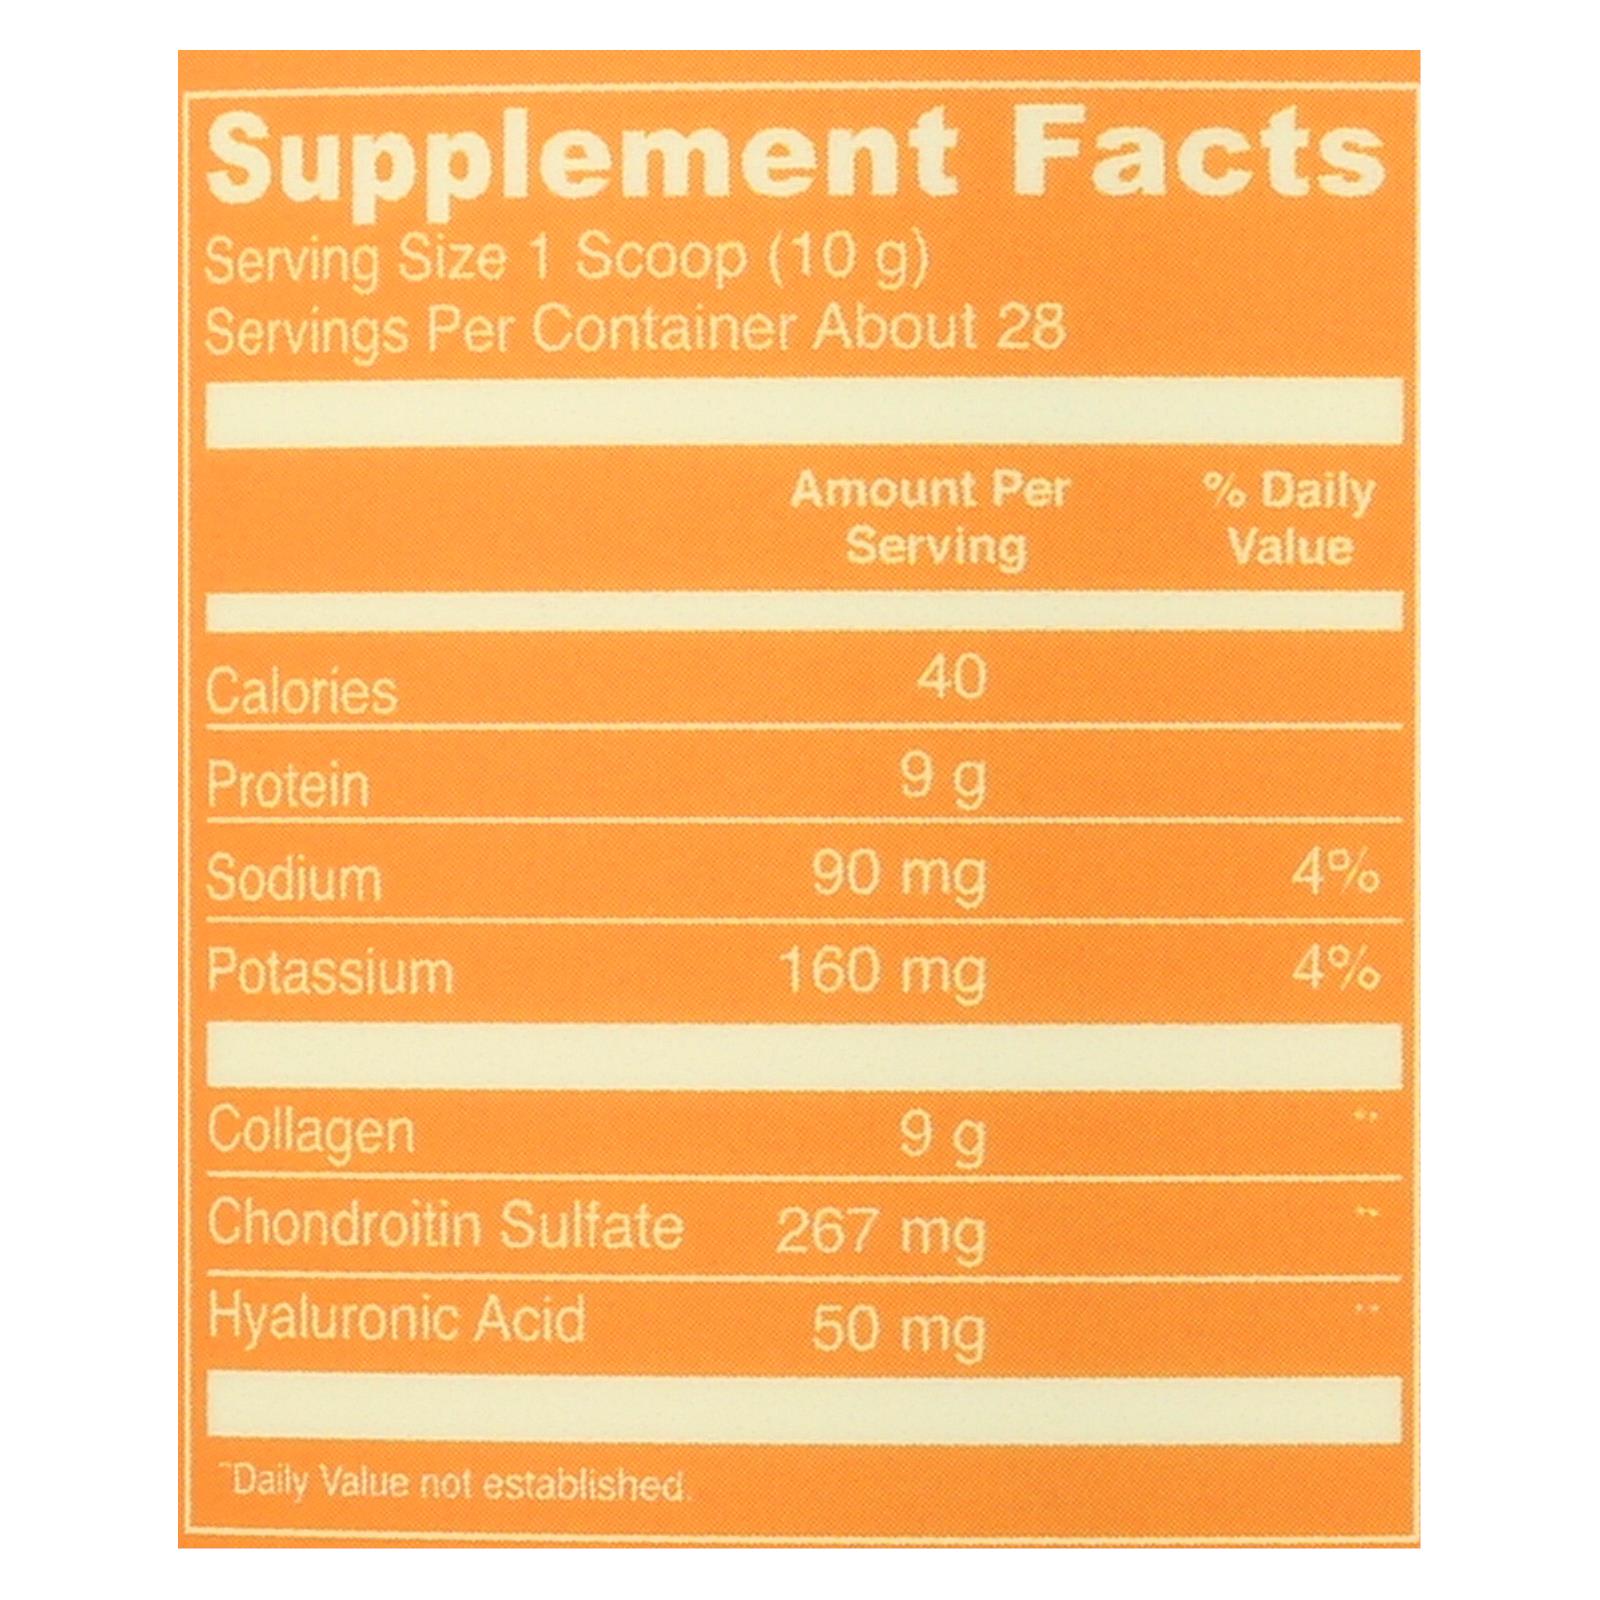 Supplement Facts
Serving Size 1 Scoop (10 g)
Servings Per Container About 28
Amount Per % Daily
Serving Value
Calories 40
Protein 9 g
Sodium 90 mg 4%
Potassium 160 mg 4%
Collagen 9 g **
Chondroitin Sulfate 267 mg **
Hyaluronic Acid 50 mg **
**Daily Value not established.